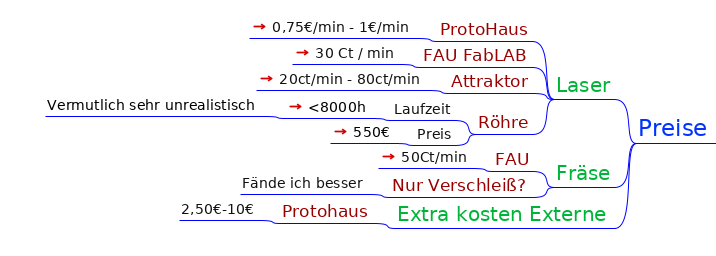 → 0,75€/min - 1€/min ProtoHaus
→ 30 Ct / min FAU FabLAB
→ 20ct/min - 80ct/min Attraktor
Laser
Vermutlich sehr unrealistisch → <8000h Laufzeit
Röhre
→ 550€ Preis
Preise
→ 50Ct/min FAU
Fräse
Fände ich besser Nur Verschleiß?
2,50€-10€ Protohaus Extra kosten Externe